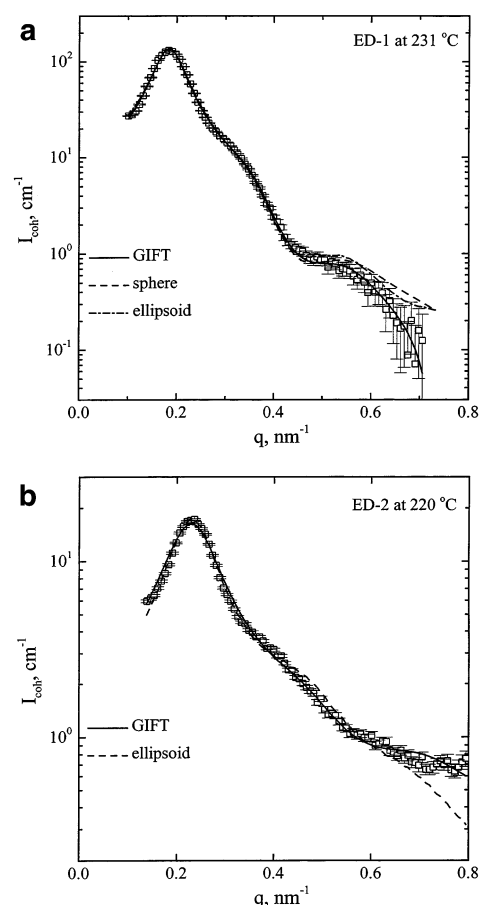 a
ED-1 at 231 °C
10²
10¹
10⁰
10⁻¹
I_coh, cm⁻¹
GIFT
sphere
ellipsoid
0.0 0.2 0.4 0.6 0.8
q, nm⁻¹
b
ED-2 at 220 °C
10¹
10⁰
I_coh, cm⁻¹
GIFT
ellipsoid
0.0 0.2 0.4 0.6 0.8
q, nm⁻¹